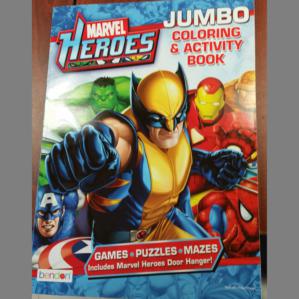 MARVEL
HEROES
JUMBO
COLORING
& ACTIVITY
BOOK
GAMES PUZZLES MAZES
Includes Marvel Heroes Door Hanger!
bendon